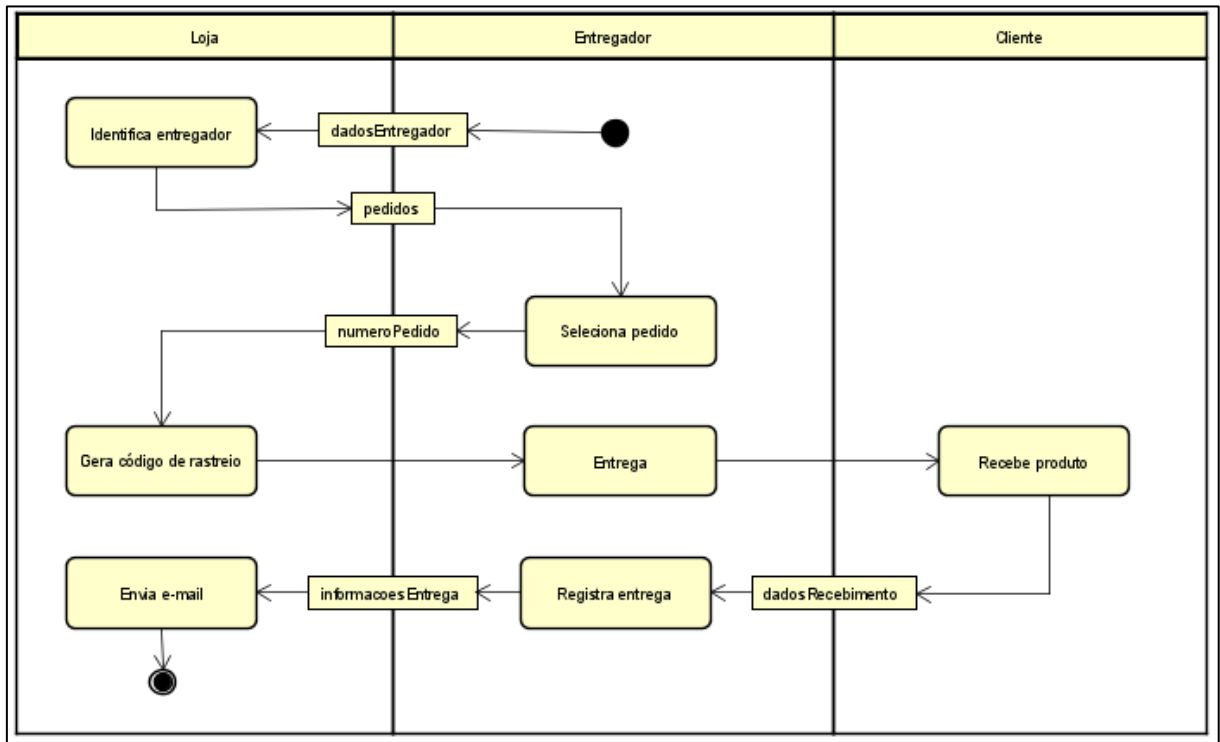 Loja
Entregador
Cliente
Identifica entregador
dadosEntregador
pedidos
Seleciona pedido
numeroPedido
Gera código de rastreio
Entrega
Recebe produto
Envia e-mail
informacoesEntrega
Registra entrega
dadosRecebimento